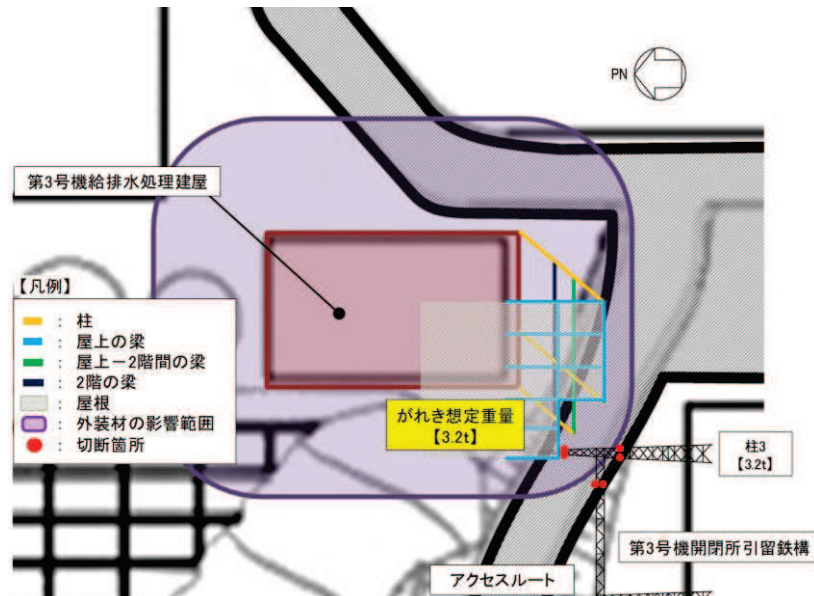 PN
第3号機給排水処理建屋
【凡例】
: 柱
: 屋上の梁
: 屋上－2階間の梁
: 2階の梁
: 屋根
: 外装材の影響範囲
: 切断箇所
がれき想定重量
【3.2t】
柱3
【3.2t】
第3号機開閉所引留鉄構
アクセスルート